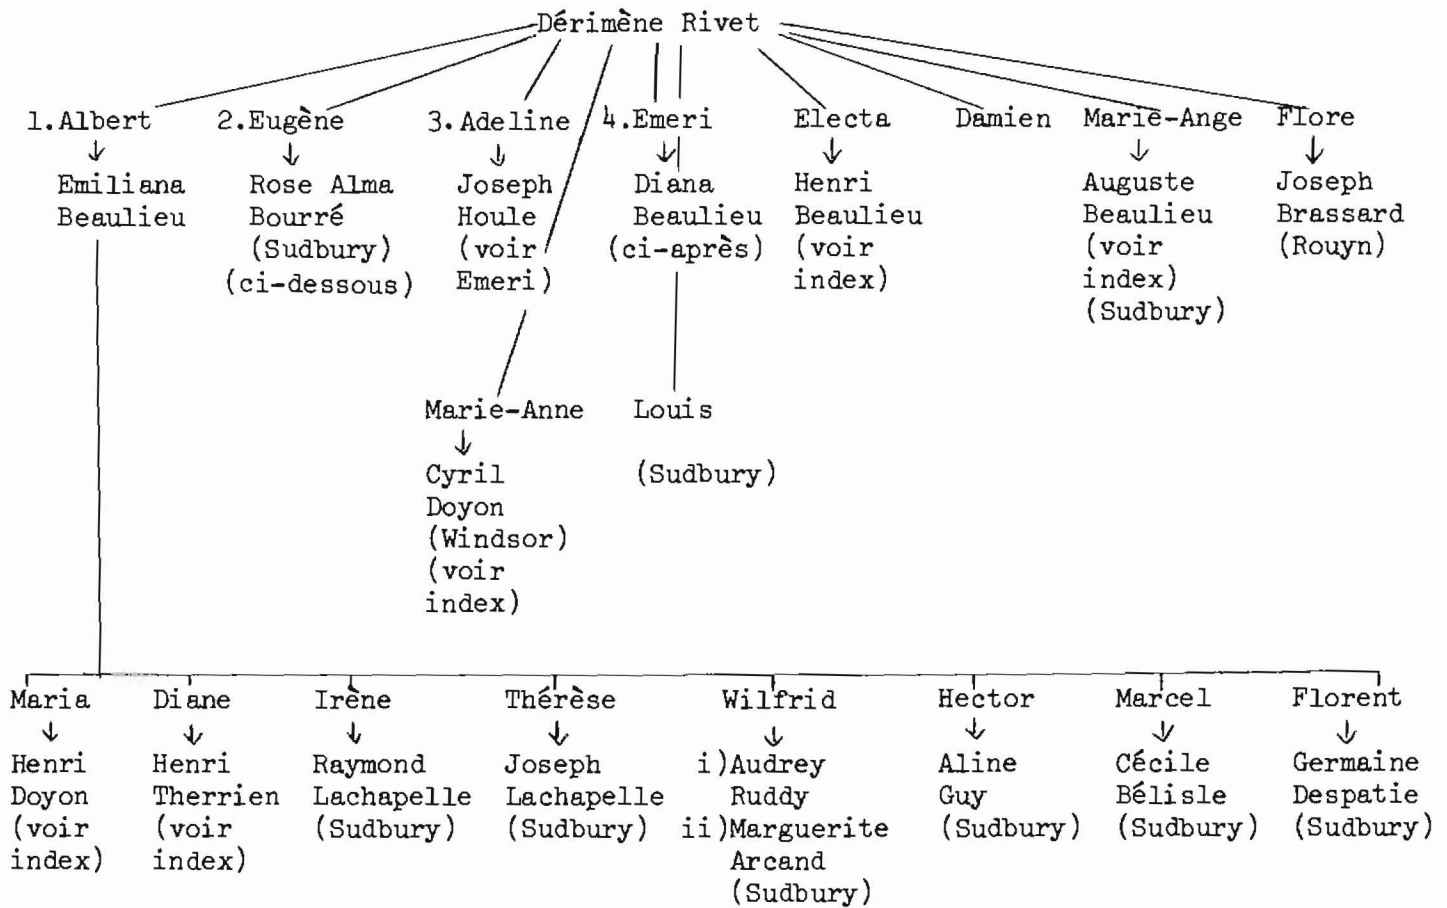 Dérimène Rivet
1.Albert 2.Eugène 3.Adeline 4.Emeri Electa Damien Marie-Ange Flore
Emiliana Rose Alma Joseph Diana Henri Auguste Joseph
Beaulieu Bourré Houle Beaulieu Beaulieu Beaulieu Brassard
(Sudbury) (voir (ci-après) (voir (voir (Rouyn)
(ci-dessous) Emeri) index) index)
(Sudbury)
Marie-Anne Louis
Cyril (Sudbury)
Doyon
(Windsor)
(voir
index)
Maria Diane Irène Thérèse Wilfrid Hector Marcel Florent
Henri Henri Raymond Joseph i)Audrey Aline Cécile Germaine
Doyon Therrien Lachapelle Lachapelle Ruddy Guy Bélisle Despatie
(voir (voir (Sudbury) (Sudbury) ii)Marguerite (Sudbury) (Sudbury) (Sudbury)
index) index) Arcand
(Sudbury)